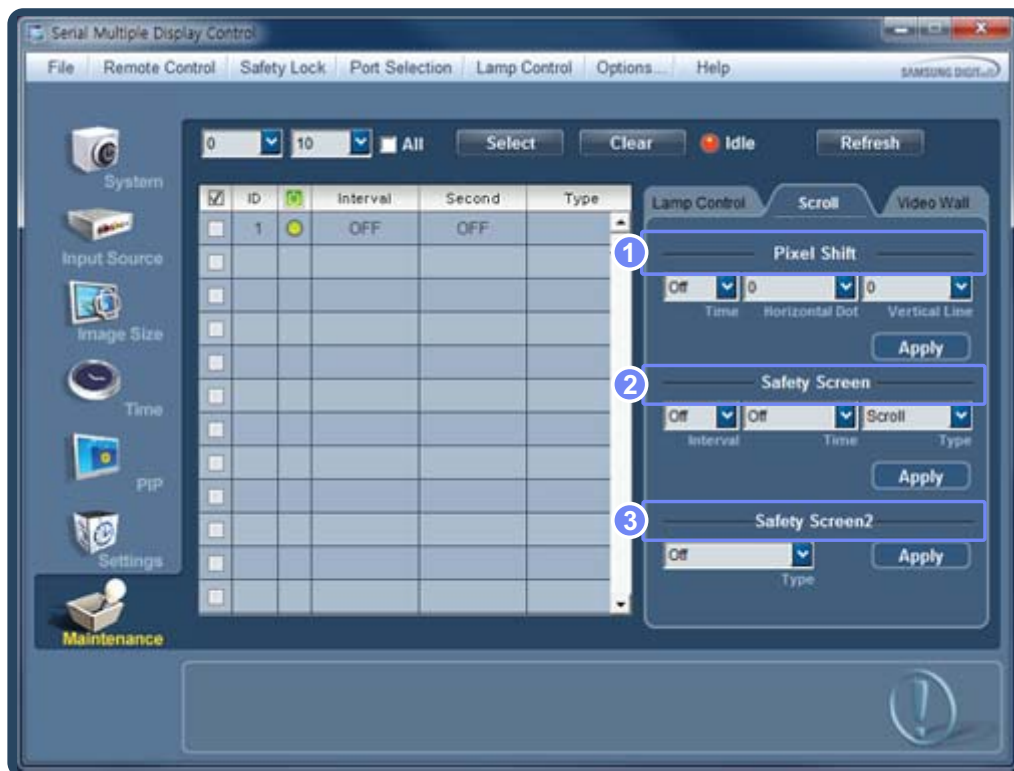 Serial Multiple Display Control
File Remote Control Safety Lock Port Selection Lamp Control Options... Help
0 10 All Select Clear Idle Refresh
System
Input Source
Image Size
Time
PIP
Settings
Maintenance
ID Interval Second Type
1 OFF OFF
Lamp Control Scroll Video Wall
1 Pixel Shift
Off 0 0
Time Horizontal Dot Vertical Line
Apply
2 Safety Screen
Off Off Scroll
Interval Time Type
Apply
3 Safety Screen2
Off Apply
Type